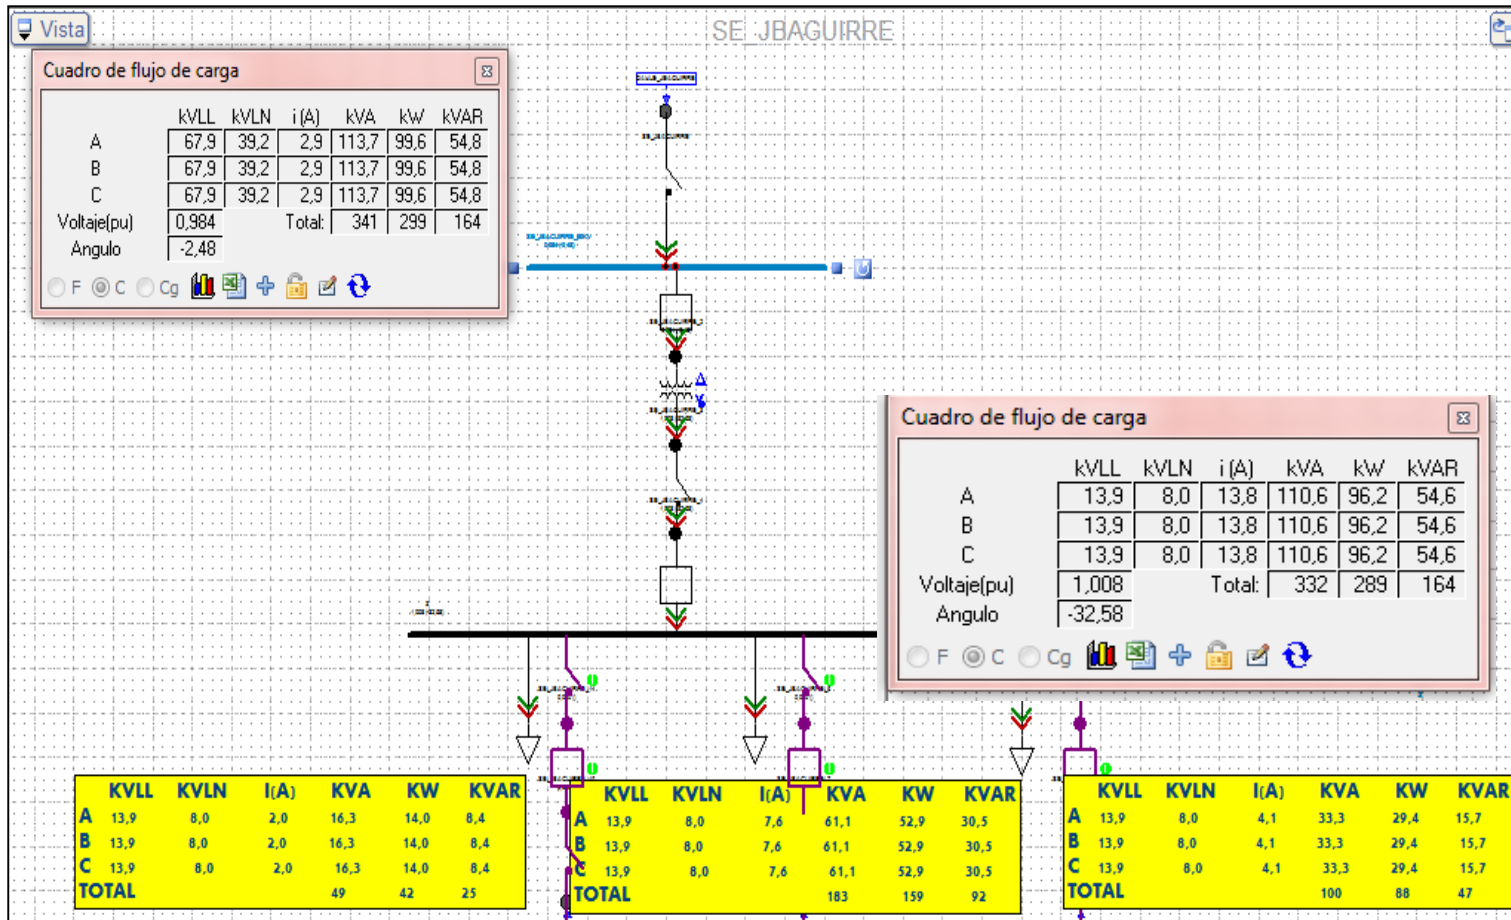 Vista
SE_JBAGUIRRE
Cuadro de flujo de carga
kVLL kVLN i (A) kVA kW kVAR
A 67,9 39,2 2,9 113,7 99,6 54,8
B 67,9 39,2 2,9 113,7 99,6 54,8
C 67,9 39,2 2,9 113,7 99,6 54,8
Voltaje(pu) 0,984 Total: 341 299 164
Angulo -2,48
F C Cg
Cuadro de flujo de carga
kVLL kVLN i (A) kVA kW kVAR
A 13,9 8,0 13,8 110,6 96,2 54,6
B 13,9 8,0 13,8 110,6 96,2 54,6
C 13,9 8,0 13,8 110,6 96,2 54,6
Voltaje(pu) 1,008 Total: 332 289 164
Angulo -32,58
F C Cg
KVLL KVLN I(A) KVA KW KVAR
A 13,9 8,0 2,0 16,3 14,0 8,4
B 13,9 8,0 2,0 16,3 14,0 8,4
C 13,9 8,0 2,0 16,3 14,0 8,4
TOTAL 49 42 25
KVLL KVLN I(A) KVA KW KVAR
A 13,9 8,0 7,6 61,1 52,9 30,5
B 13,9 8,0 7,6 61,1 52,9 30,5
C 13,9 8,0 7,6 61,1 52,9 30,5
TOTAL 183 159 92
KVLL KVLN I(A) KVA KW KVAR
A 13,9 8,0 4,1 33,3 29,4 15,7
B 13,9 8,0 4,1 33,3 29,4 15,7
C 13,9 8,0 4,1 33,3 29,4 15,7
TOTAL 100 88 47